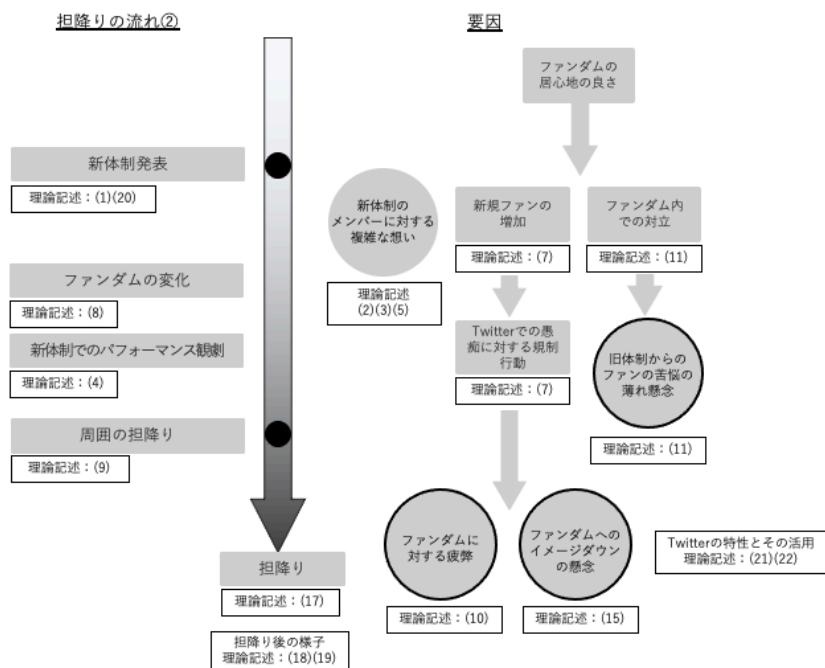 担降りの流れ②
新体制発表
理論記述：(1)(20)
ファンダムの変化
理論記述：(8)
新体制でのパフォーマンス観劇
理論記述：(4)
周囲の担降り
理論記述：(9)
担降り
理論記述：(17)
担降り後の様子
理論記述：(18)(19)
要因
ファンダムの
居心地の良さ
新体制の
メンバーに対する
複雑な想い
理論記述
(2)(3)(5)
新規ファンの
増加
理論記述：(7)
ファンダム内
での対立
理論記述：(11)
Twitterでの愚
痴に対する規制
行動
理論記述：(7)
旧体制からの
ファンの苦悩の
薄れ懸念
理論記述：(11)
ファンダムに
対する疲弊
理論記述：(10)
ファンダムへの
イメージダウン
の懸念
理論記述：(15)
Twitterの特性とその活用
理論記述：(21)(22)